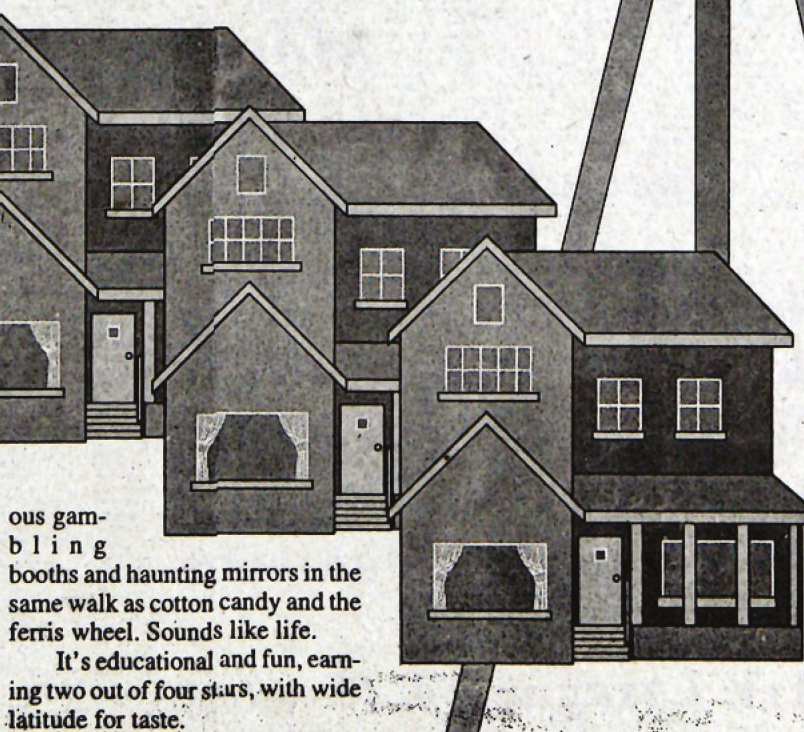 ous gam-
b l i n g
booths and haunting mirrors in the
same walk as cotton candy and the
ferris wheel. Sounds like life.
It's educational and fun, earn-
ing two out of four stars, with wide
latitude for taste.